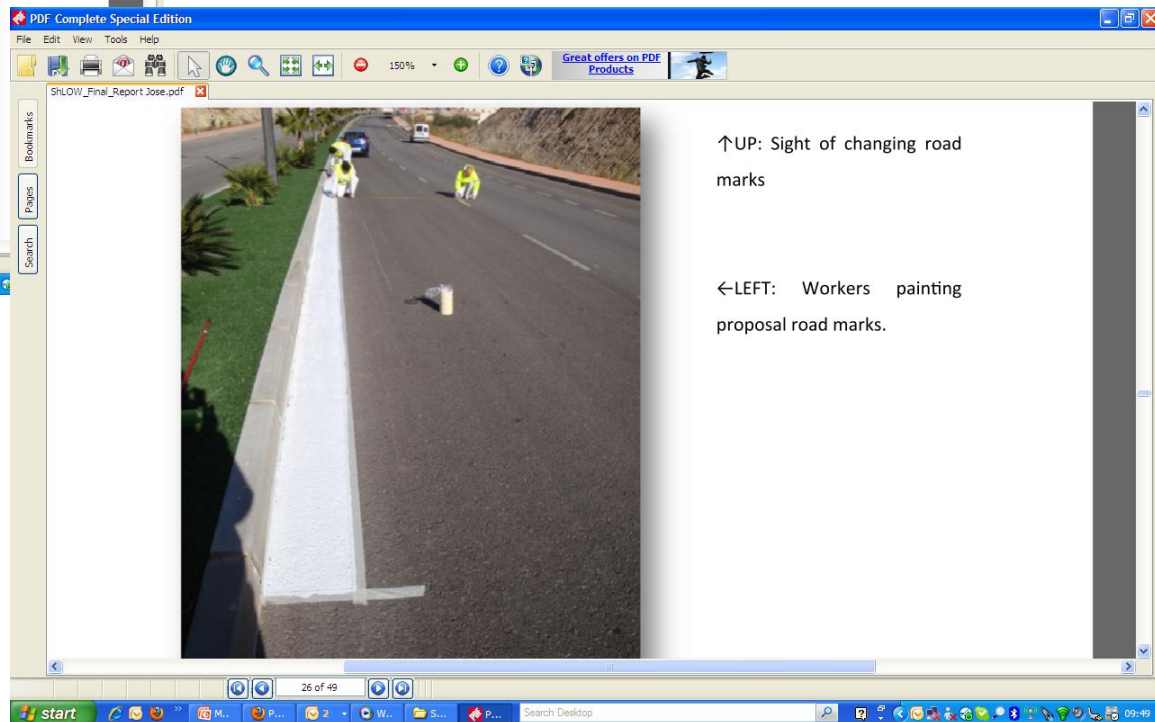 PDF Complete Special Edition
File Edit View Tools Help
150%
Great offers on PDF
Products
ShLOW_Final_Report Jose.pdf
Bookmarks
Pages
Search
↑UP: Sight of changing road
marks
←LEFT: Workers painting
proposal road marks.
26 of 49
start
M..
P...
2
W..
S...
P...
Search Desktop
09:49